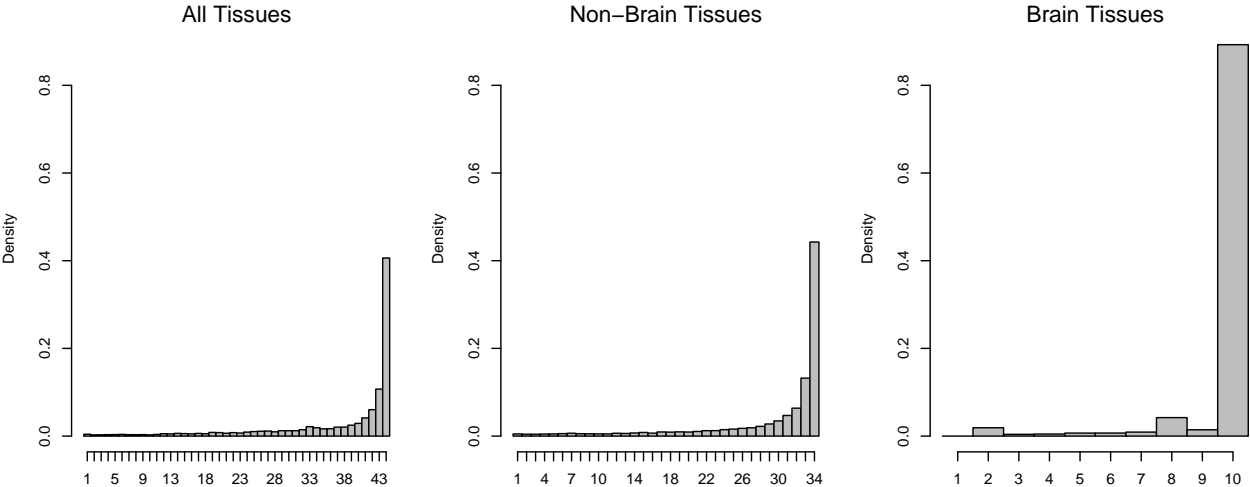 All Tissues
Density
0.0 0.2 0.4 0.6 0.8
1 5 9 13 18 23 28 33 38 43
Non−Brain Tissues
Density
0.0 0.2 0.4 0.6 0.8
1 4 7 10 14 18 22 26 30 34
Brain Tissues
Density
0.0 0.2 0.4 0.6 0.8
1 2 3 4 5 6 7 8 9 10